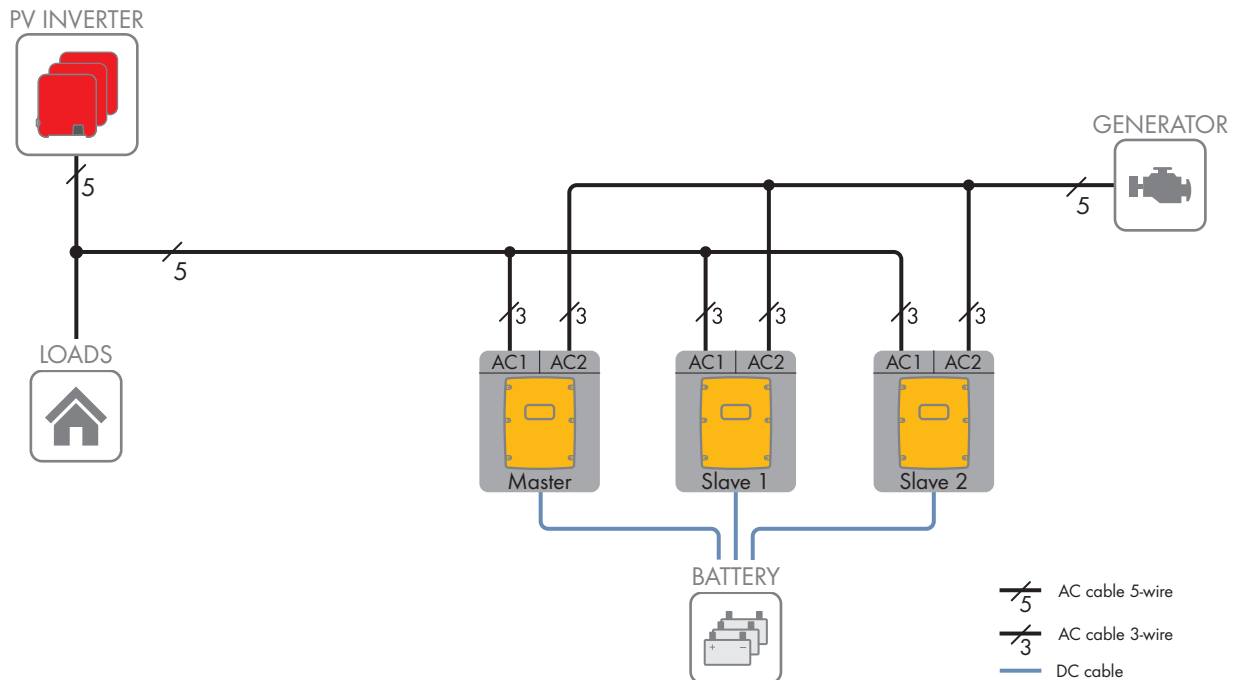 PV INVERTER
5
GENERATOR
5
5
3 3 3 3 3 3
LOADS
AC1 AC2 AC1 AC2 AC1 AC2
Master Slave 1 Slave 2
BATTERY
+ −
5 AC cable 5-wire
3 AC cable 3-wire
DC cable